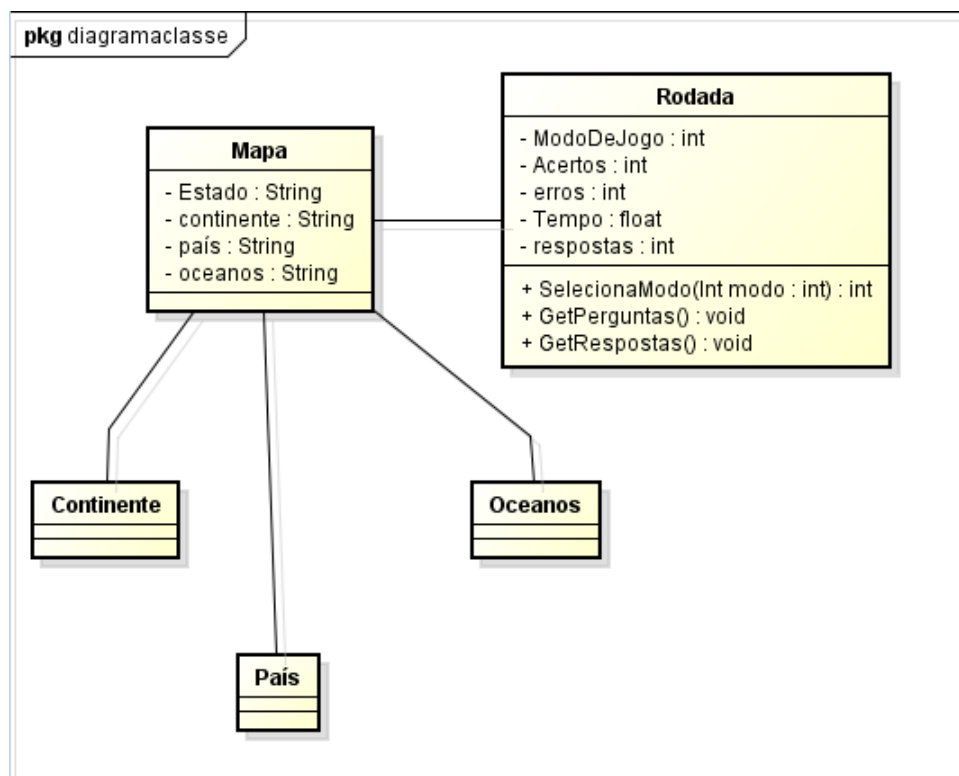 pkg diagramaclasse
Rodada
- ModoDeJogo : int
- Acertos : int
- erros : int
- Tempo : float
- respostas : int
+ SelecionaModo(Int modo : int) : int
+ GetPerguntas() : void
+ GetRespostas() : void
Mapa
- Estado : String
- continente : String
- país : String
- oceanos : String
Continente
Oceanos
País